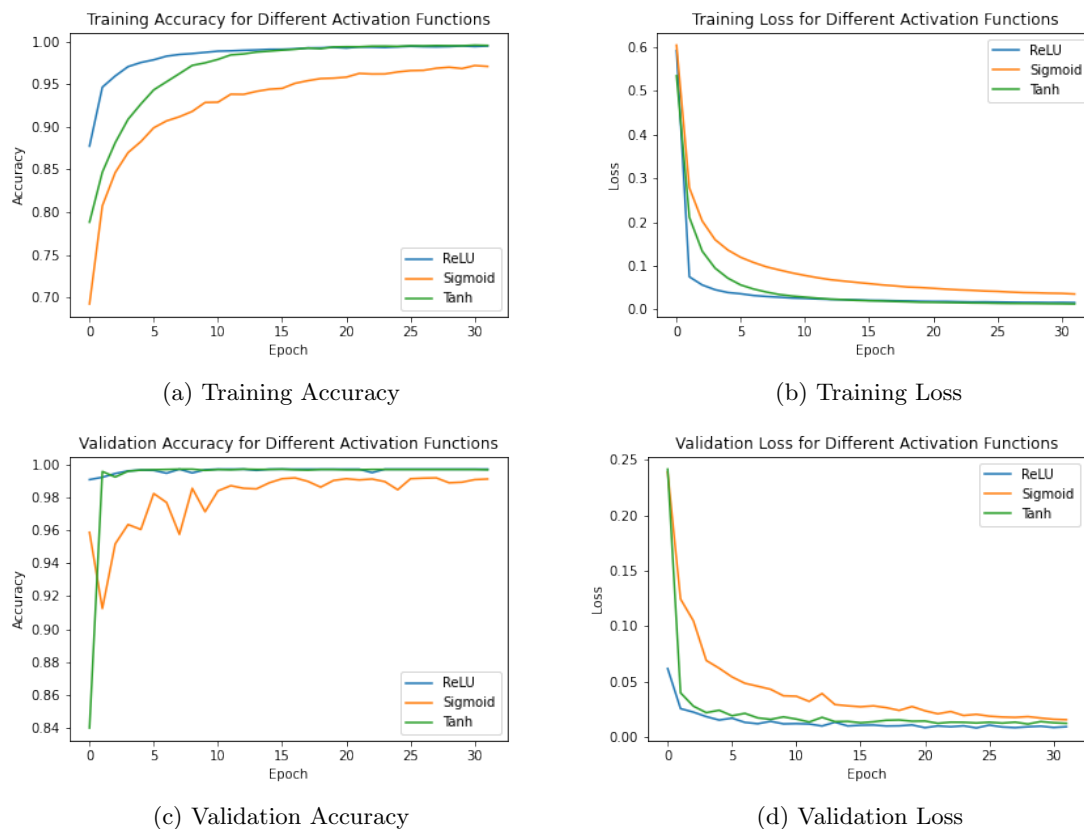 Training Accuracy for Different Activation Functions
1.00
0.95
0.90
0.85
0.80
0.75
0.70
Accuracy
ReLU
Sigmoid
Tanh
0 5 10 15 20 25 30
Epoch
(a) Training Accuracy
Training Loss for Different Activation Functions
0.6
0.5
0.4
0.3
0.2
0.1
0.0
Loss
ReLU
Sigmoid
Tanh
0 5 10 15 20 25 30
Epoch
(b) Training Loss
Validation Accuracy for Different Activation Functions
1.00
0.98
0.96
0.94
0.92
0.90
0.88
0.86
0.84
Accuracy
ReLU
Sigmoid
Tanh
0 5 10 15 20 25 30
Epoch
(c) Validation Accuracy
Validation Loss for Different Activation Functions
0.25
0.20
0.15
0.10
0.05
0.00
Loss
ReLU
Sigmoid
Tanh
0 5 10 15 20 25 30
Epoch
(d) Validation Loss